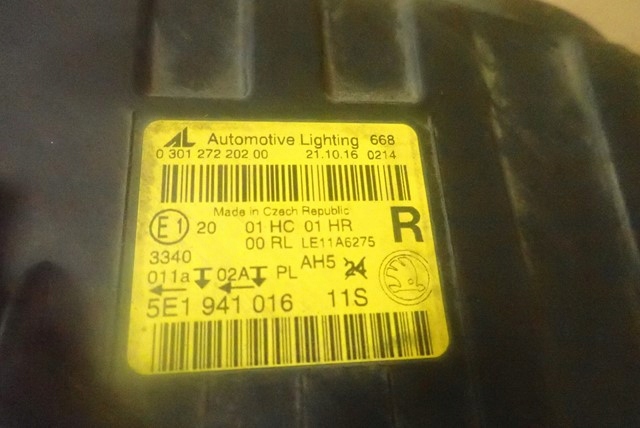 AL Automotive Lighting 668
0 301 272 202 00 21.10.16 0214
Made in Czech Republic
E1 20 01 HC 01 HR R
00 RL LE11A6275
3340 AH5 24
011a 02A PL
5E1 941 016 11S